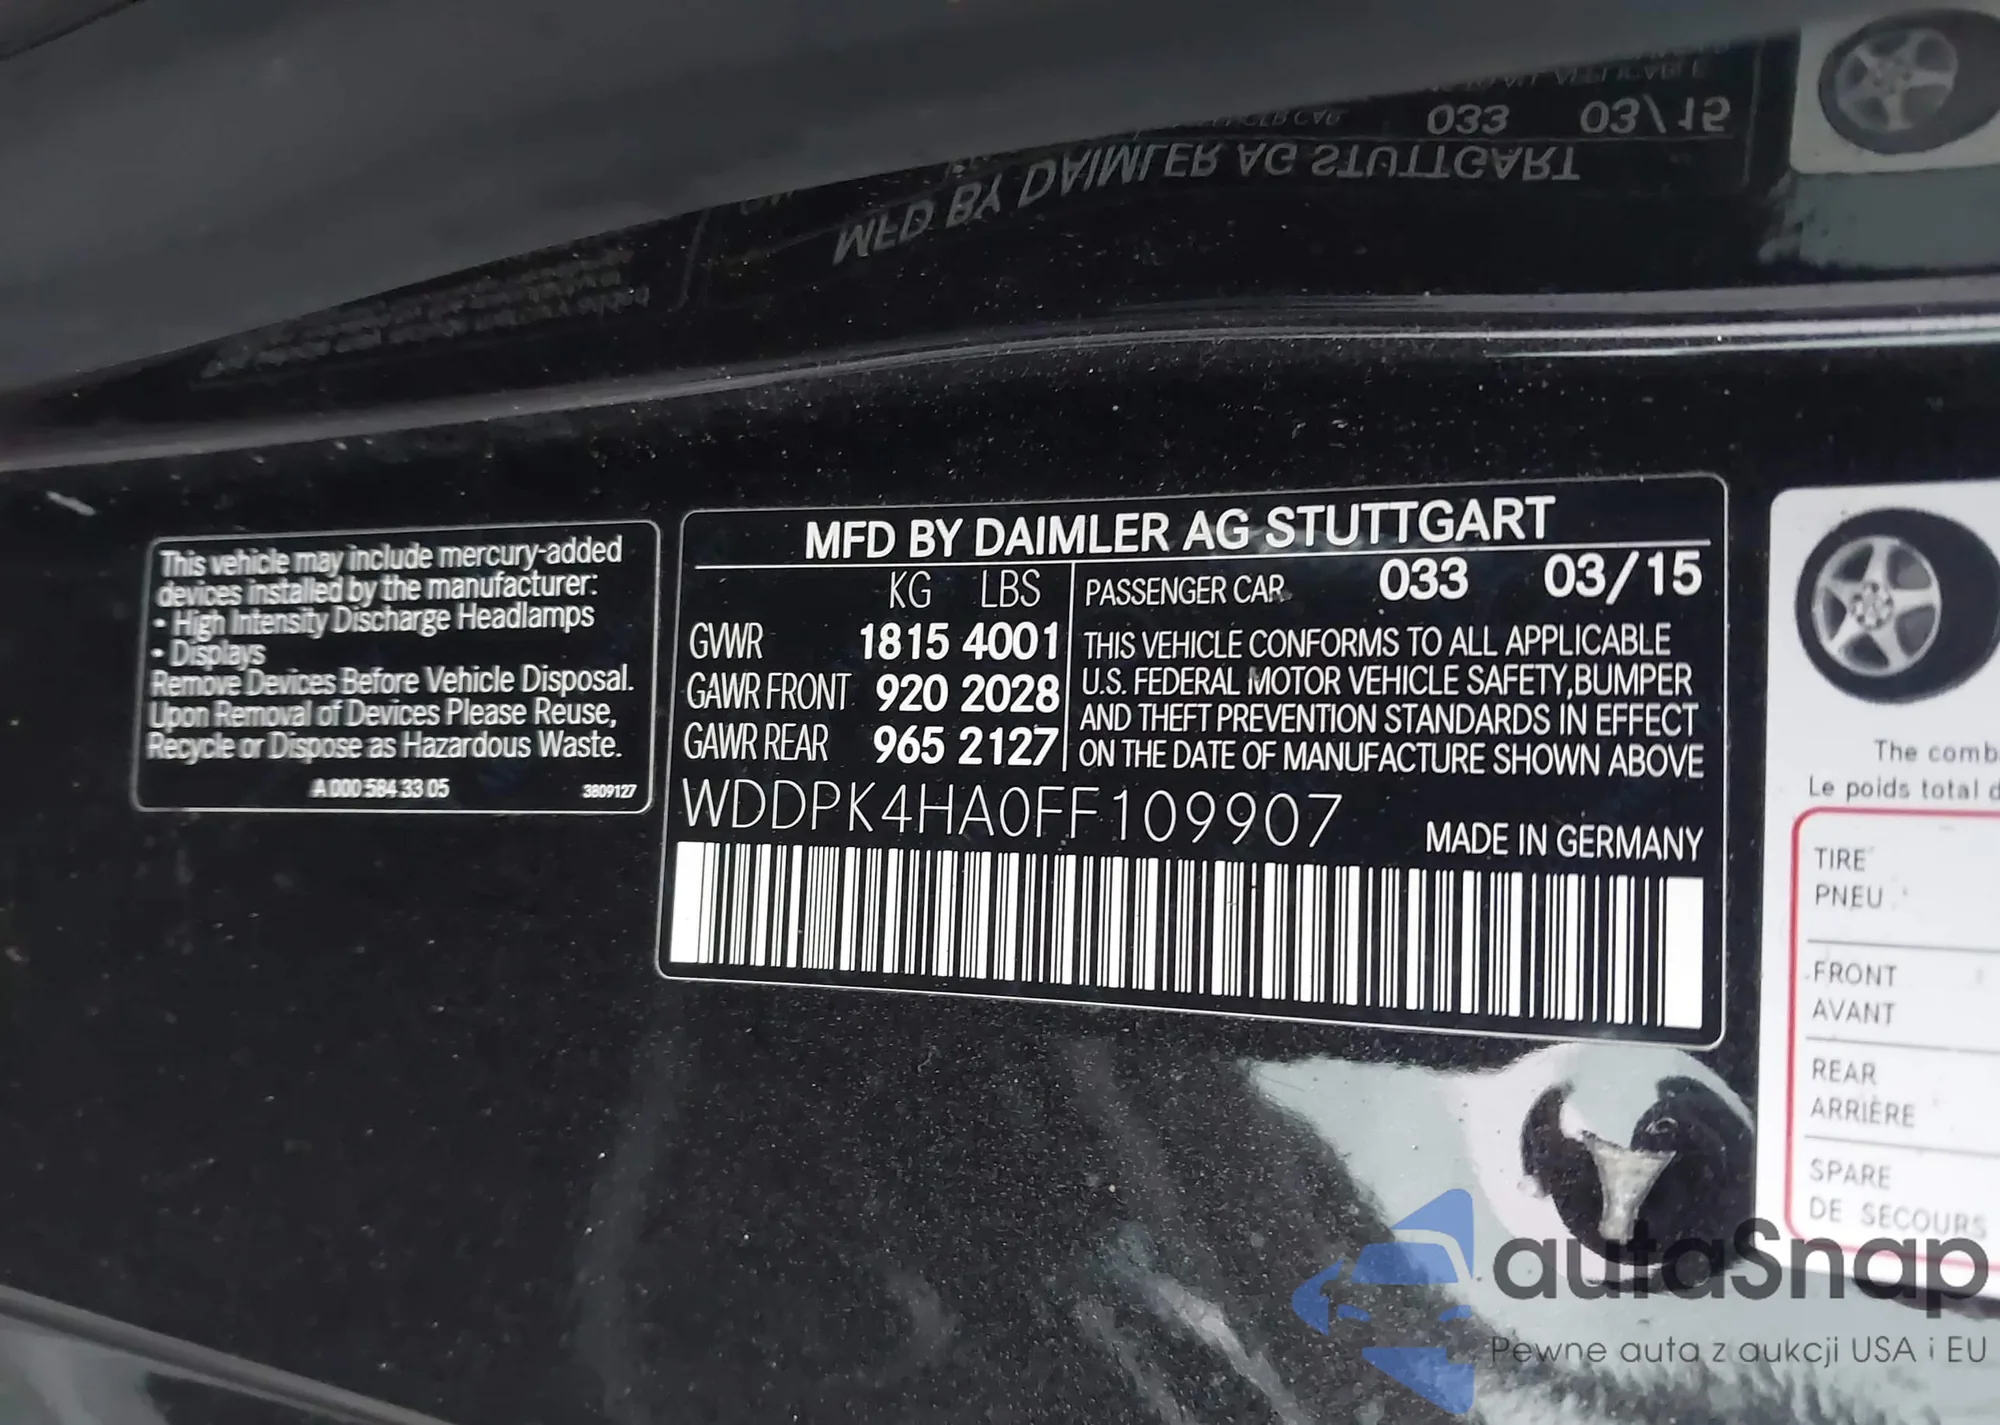 033 03/15
MFD BY DAIMLER AG STUTTGART
This vehicle may include mercury-added
devices installed by the manufacturer:
• High Intensity Discharge Headlamps
• Displays
Remove Devices Before Vehicle Disposal.
Upon Removal of Devices Please Reuse,
Recycle or Dispose as Hazardous Waste.
A 000 584 33 05 3809127
MFD BY DAIMLER AG STUTTGART
KG LBS
GVWR 1815 4001
GAWR FRONT 920 2028
GAWR REAR 965 2127
PASSENGER CAR 033 03/15
THIS VEHICLE CONFORMS TO ALL APPLICABLE
U.S. FEDERAL MOTOR VEHICLE SAFETY,BUMPER
AND THEFT PREVENTION STANDARDS IN EFFECT
ON THE DATE OF MANUFACTURE SHOWN ABOVE
WDDPK4HA0FF109907
MADE IN GERMANY
The comb
Le poids total d
TIRE
PNEU
FRONT
AVANT
REAR
ARRIÈRE
SPARE
DE SECOURS
autaSnap
Pewne auta z aukcji USA i EU